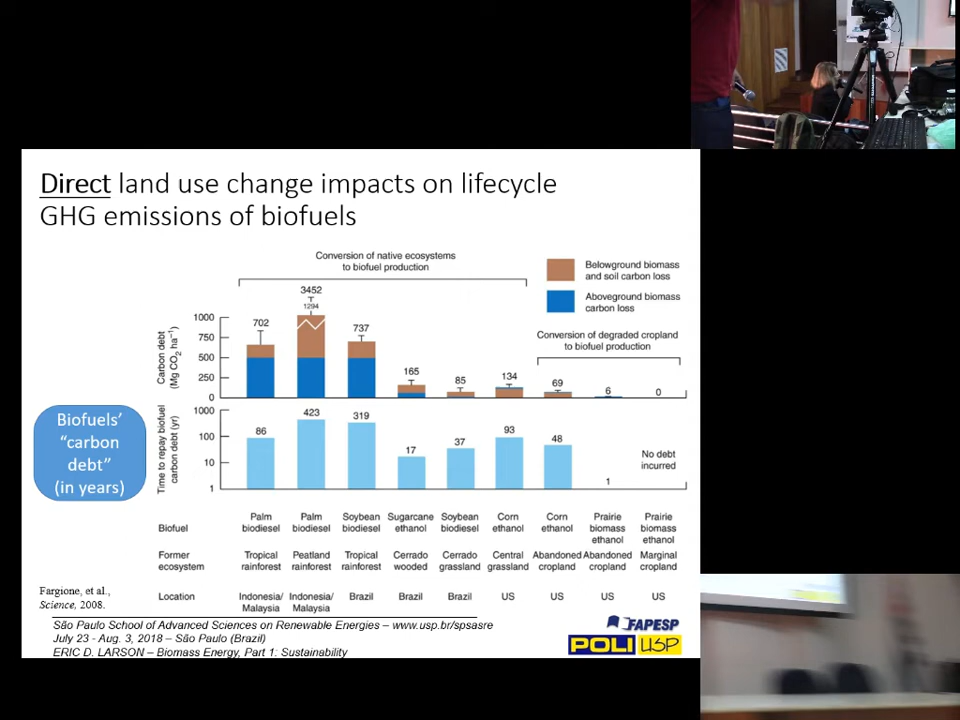 Direct land use change impacts on lifecycle
GHG emissions of biofuels
Conversion of native ecosystems
to biofuel production
Belowground biomass
and soil carbon loss
Aboveground biomass
carbon loss
Conversion of degraded cropland
to biofuel production
Carbon debt
(Mg CO2 ha−1)
1000
750
500
250
0
702
3452
1294
737
165
85
134
69
6
0
Biofuels’
“carbon
debt”
(in years)
Time to repay biofuel
carbon debt (yr)
1000
100
10
1
86
423
319
17
37
93
48
1
No debt
incurred
Biofuel
Palm biodiesel
Palm biodiesel
Soybean biodiesel
Sugarcane ethanol
Soybean biodiesel
Corn ethanol
Corn ethanol
Prairie biomass ethanol
Prairie biomass ethanol
Former ecosystem
Tropical rainforest
Peatland rainforest
Tropical rainforest
Cerrado wooded
Cerrado grassland
Central grassland
Abandoned cropland
Abandoned cropland
Marginal cropland
Location
Indonesia/ Malaysia
Indonesia/ Malaysia
Brazil
Brazil
Brazil
US
US
US
US
Fargione, et al.,
Science, 2008.
São Paulo School of Advanced Sciences on Renewable Energies – www.usp.br/spsasre
July 23 - Aug. 3, 2018 – São Paulo (Brazil)
ERIC D. LARSON – Biomass Energy, Part 1: Sustainability
FAPESP
POLI USP